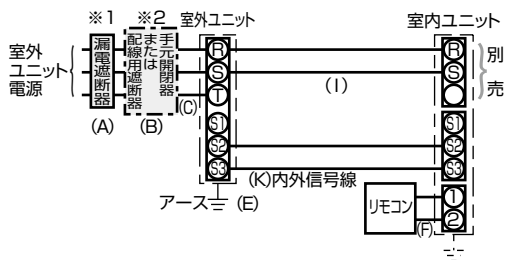 ※1
※2
室外ユニット
室内ユニット
室外
ユニット
電源
漏電遮断器
手元開閉器
または
配線用遮断器
(A)
(B)
(C)
R
S
T
S1
S2
S3
(I)
(K)内外信号線
アース
(E)
R
S
別売
S1
S2
S3
リモコン
1
2
(F)